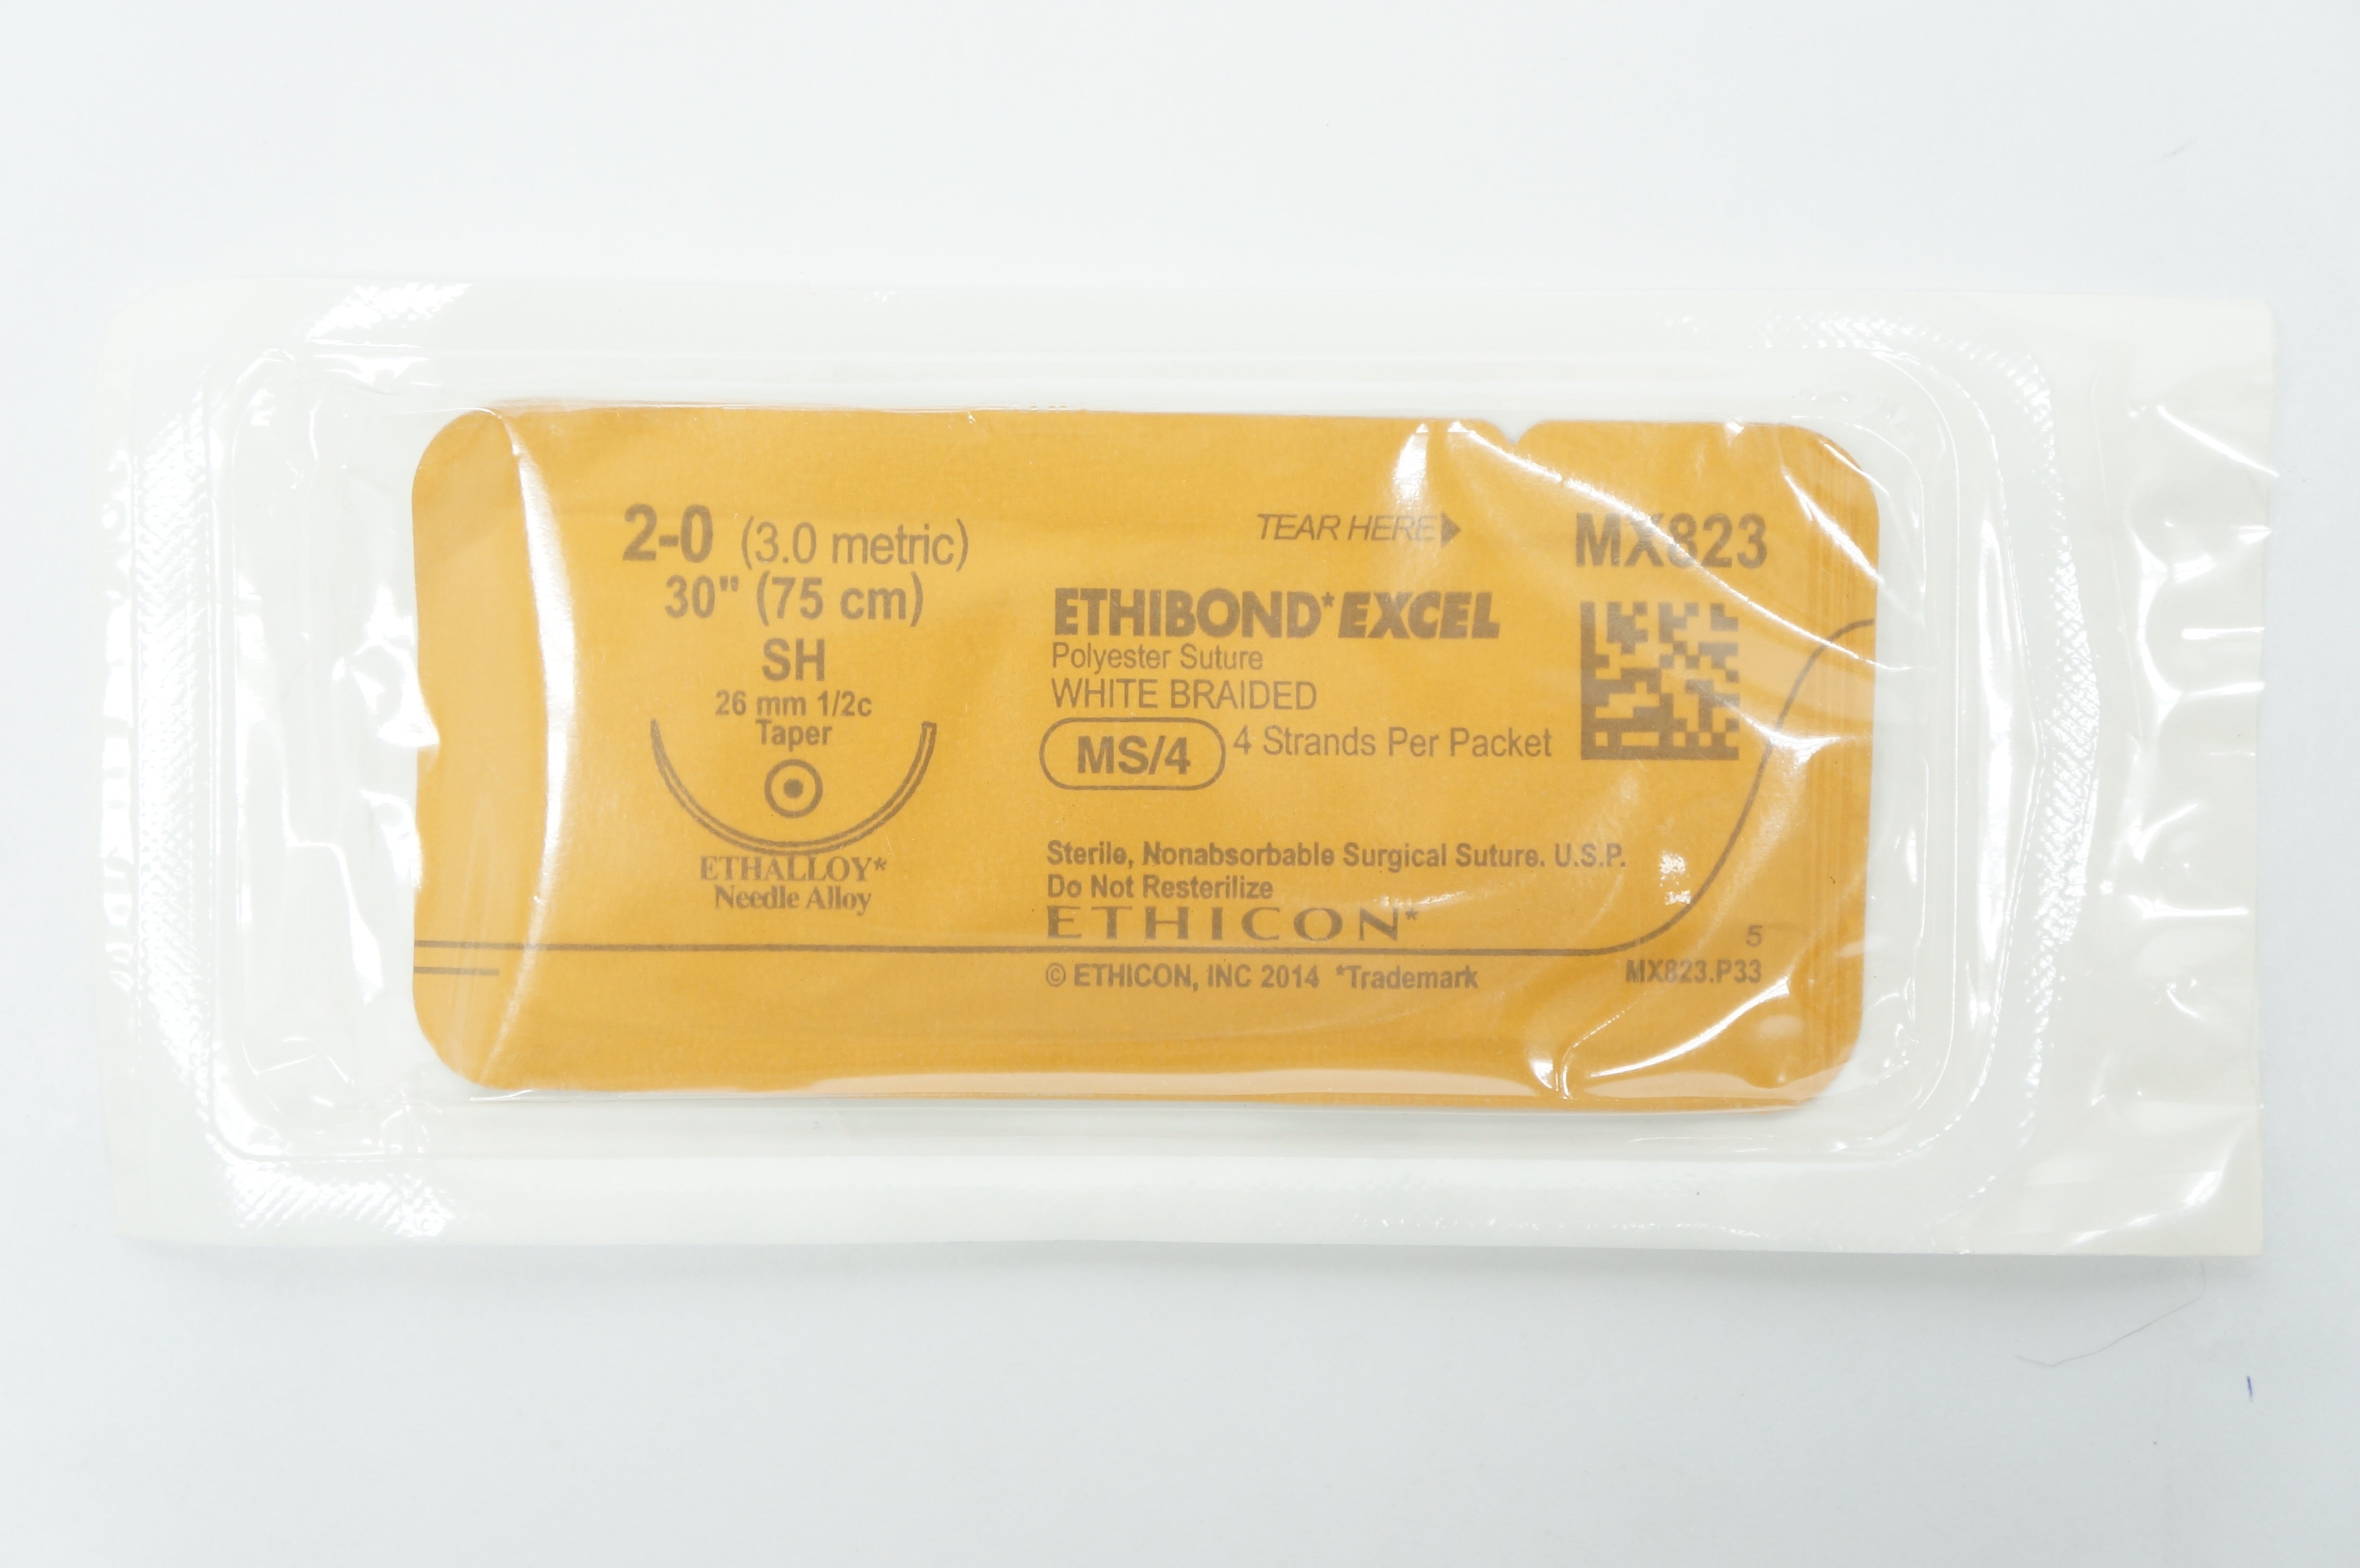 2-0 (3.0 metric)
30" (75 cm)
SH
26 mm 1/2c
Taper
ETHALLOY*
Needle Alloy
TEAR HERE
MX823
ETHIBOND* EXCEL
Polyester Suture
WHITE BRAIDED
MS/4 4 Strands Per Packet
Sterile, Nonabsorbable Surgical Suture. U.S.P.
Do Not Resterilize
ETHICON*
© ETHICON, INC 2014 *Trademark
5
MX823.P33